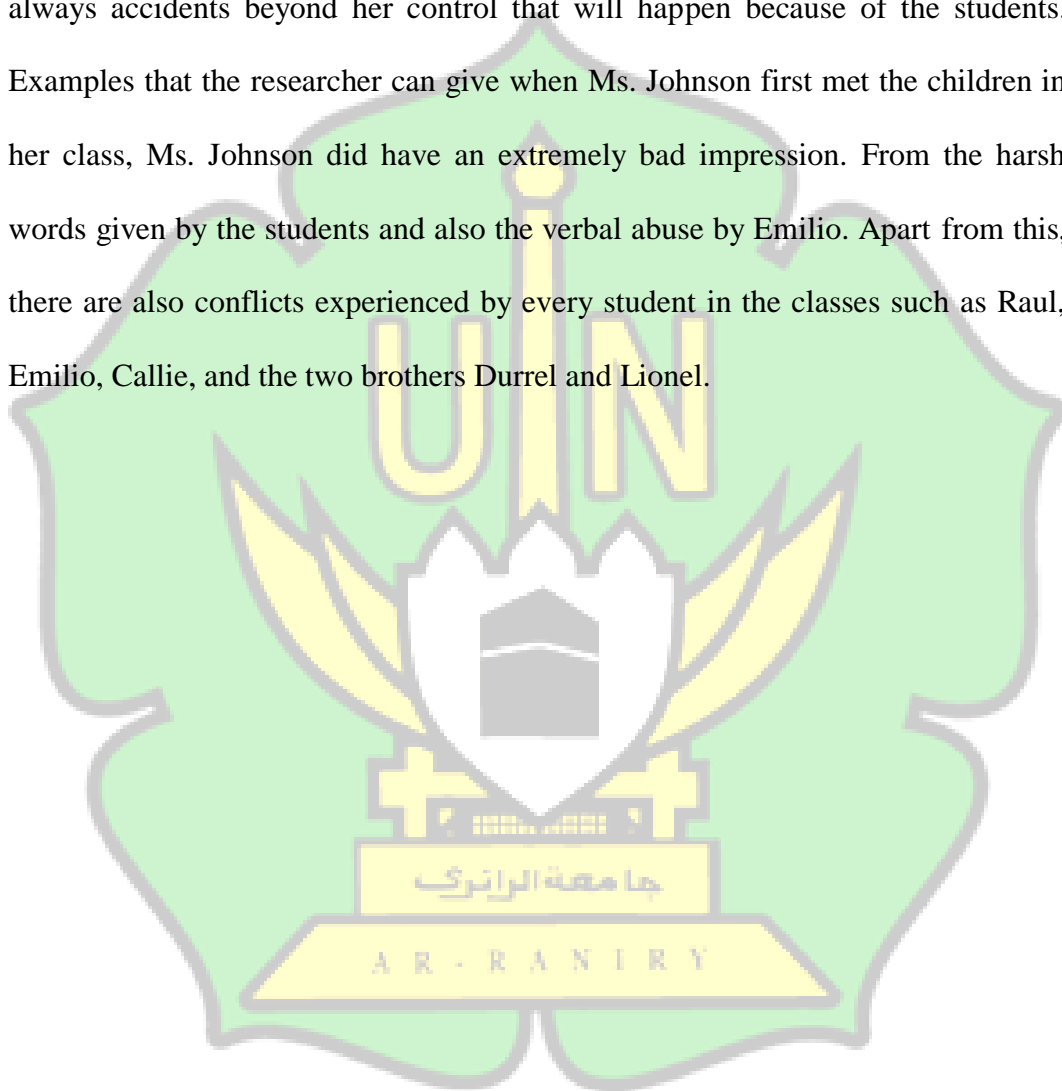 always accidents beyond her control that will happen because of the students.
Examples that the researcher can give when Ms. Johnson first met the children in
her class, Ms. Johnson did have an extremely bad impression. From the harsh
words given by the students and also the verbal abuse by Emilio. Apart from this,
there are also conflicts experienced by every student in the classes such as Raul,
Emilio, Callie, and the two brothers Durrel and Lionel.
UIN
جامعة الرانري
AR-RANIRY